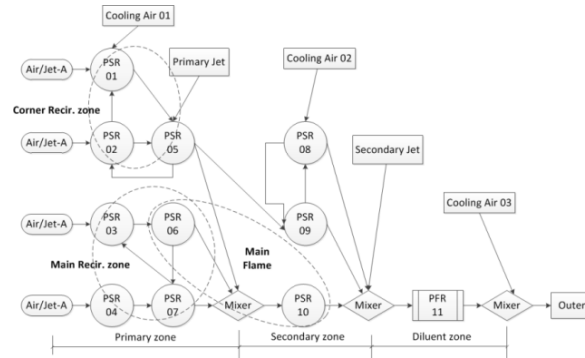 Cooling Air 01
Air/Jet-A
PSR
01
Primary Jet
Cooling Air 02
Corner Recir. zone
Air/Jet-A
PSR
02
PSR
05
PSR
08
Secondary Jet
Air/Jet-A
PSR
03
PSR
06
Main
Flame
PSR
09
Cooling Air 03
Main Recir. zone
Air/Jet-A
PSR
04
PSR
07
Mixer
PSR
10
Mixer
PFR
11
Mixer
Outer
Primary zone
Secondary zone
Diluent zone